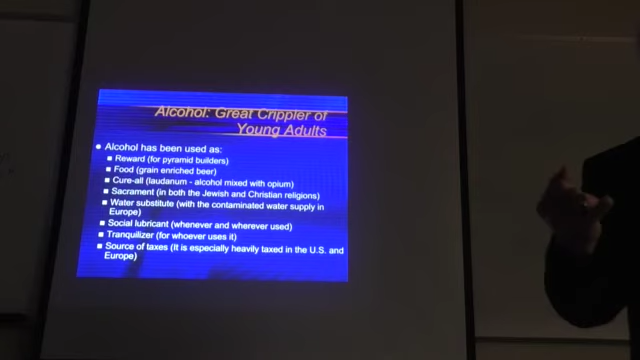 Alcohol: Great Crippler of
Young Adults
Alcohol has been used as:
Reward (for pyramid builders)
Food (grain enriched beer)
Cure-all (laudanum - alcohol mixed with opium)
Sacrament (in both the Jewish and Christian religions)
Water substitute (with the contaminated water supply in
Europe)
Social lubricant (whenever and wherever used)
Tranquilizer (for whoever uses it)
Source of taxes (It is especially heavily taxed in the U.S. and
Europe)